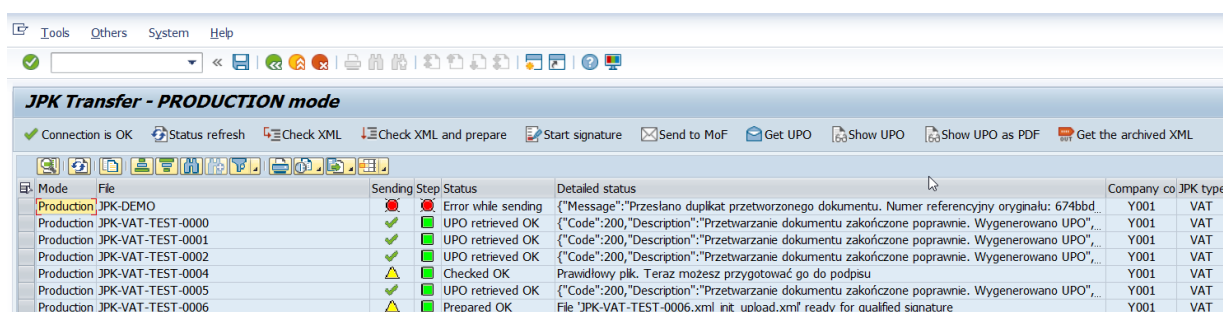 Tools Others System Help
JPK Transfer - PRODUCTION mode
Connection is OK Status refresh Check XML Check XML and prepare Start signature Send to MoF Get UPO Show UPO Show UPO as PDF Get the archived XML
Mode File Sending Step Status Detailed status Company co JPK type
Production JPK-DEMO Error while sending {"Message":"Przesłano duplikat przetworzonego dokumentu. Numer referencyjny oryginału: 674bbd Y001 VAT
Production JPK-VAT-TEST-0000 UPO retrieved OK {"Code":200,"Description":"Przetwarzanie dokumentu zakończone poprawnie. Wygenerowano UPO",... Y001 VAT
Production JPK-VAT-TEST-0001 UPO retrieved OK {"Code":200,"Description":"Przetwarzanie dokumentu zakończone poprawnie. Wygenerowano UPO",... Y001 VAT
Production JPK-VAT-TEST-0002 UPO retrieved OK {"Code":200,"Description":"Przetwarzanie dokumentu zakończone poprawnie. Wygenerowano UPO",... Y001 VAT
Production JPK-VAT-TEST-0004 Checked OK Prawidłowy plik. Teraz możesz przygotować go do podpisu Y001 VAT
Production JPK-VAT-TEST-0005 UPO retrieved OK {"Code":200,"Description":"Przetwarzanie dokumentu zakończone poprawnie. Wygenerowano UPO",... Y001 VAT
Production JPK-VAT-TEST-0006 Prepared OK File 'JPK-VAT-TEST-0006.xml_init_upload.xml' ready for qualified signature Y001 VAT